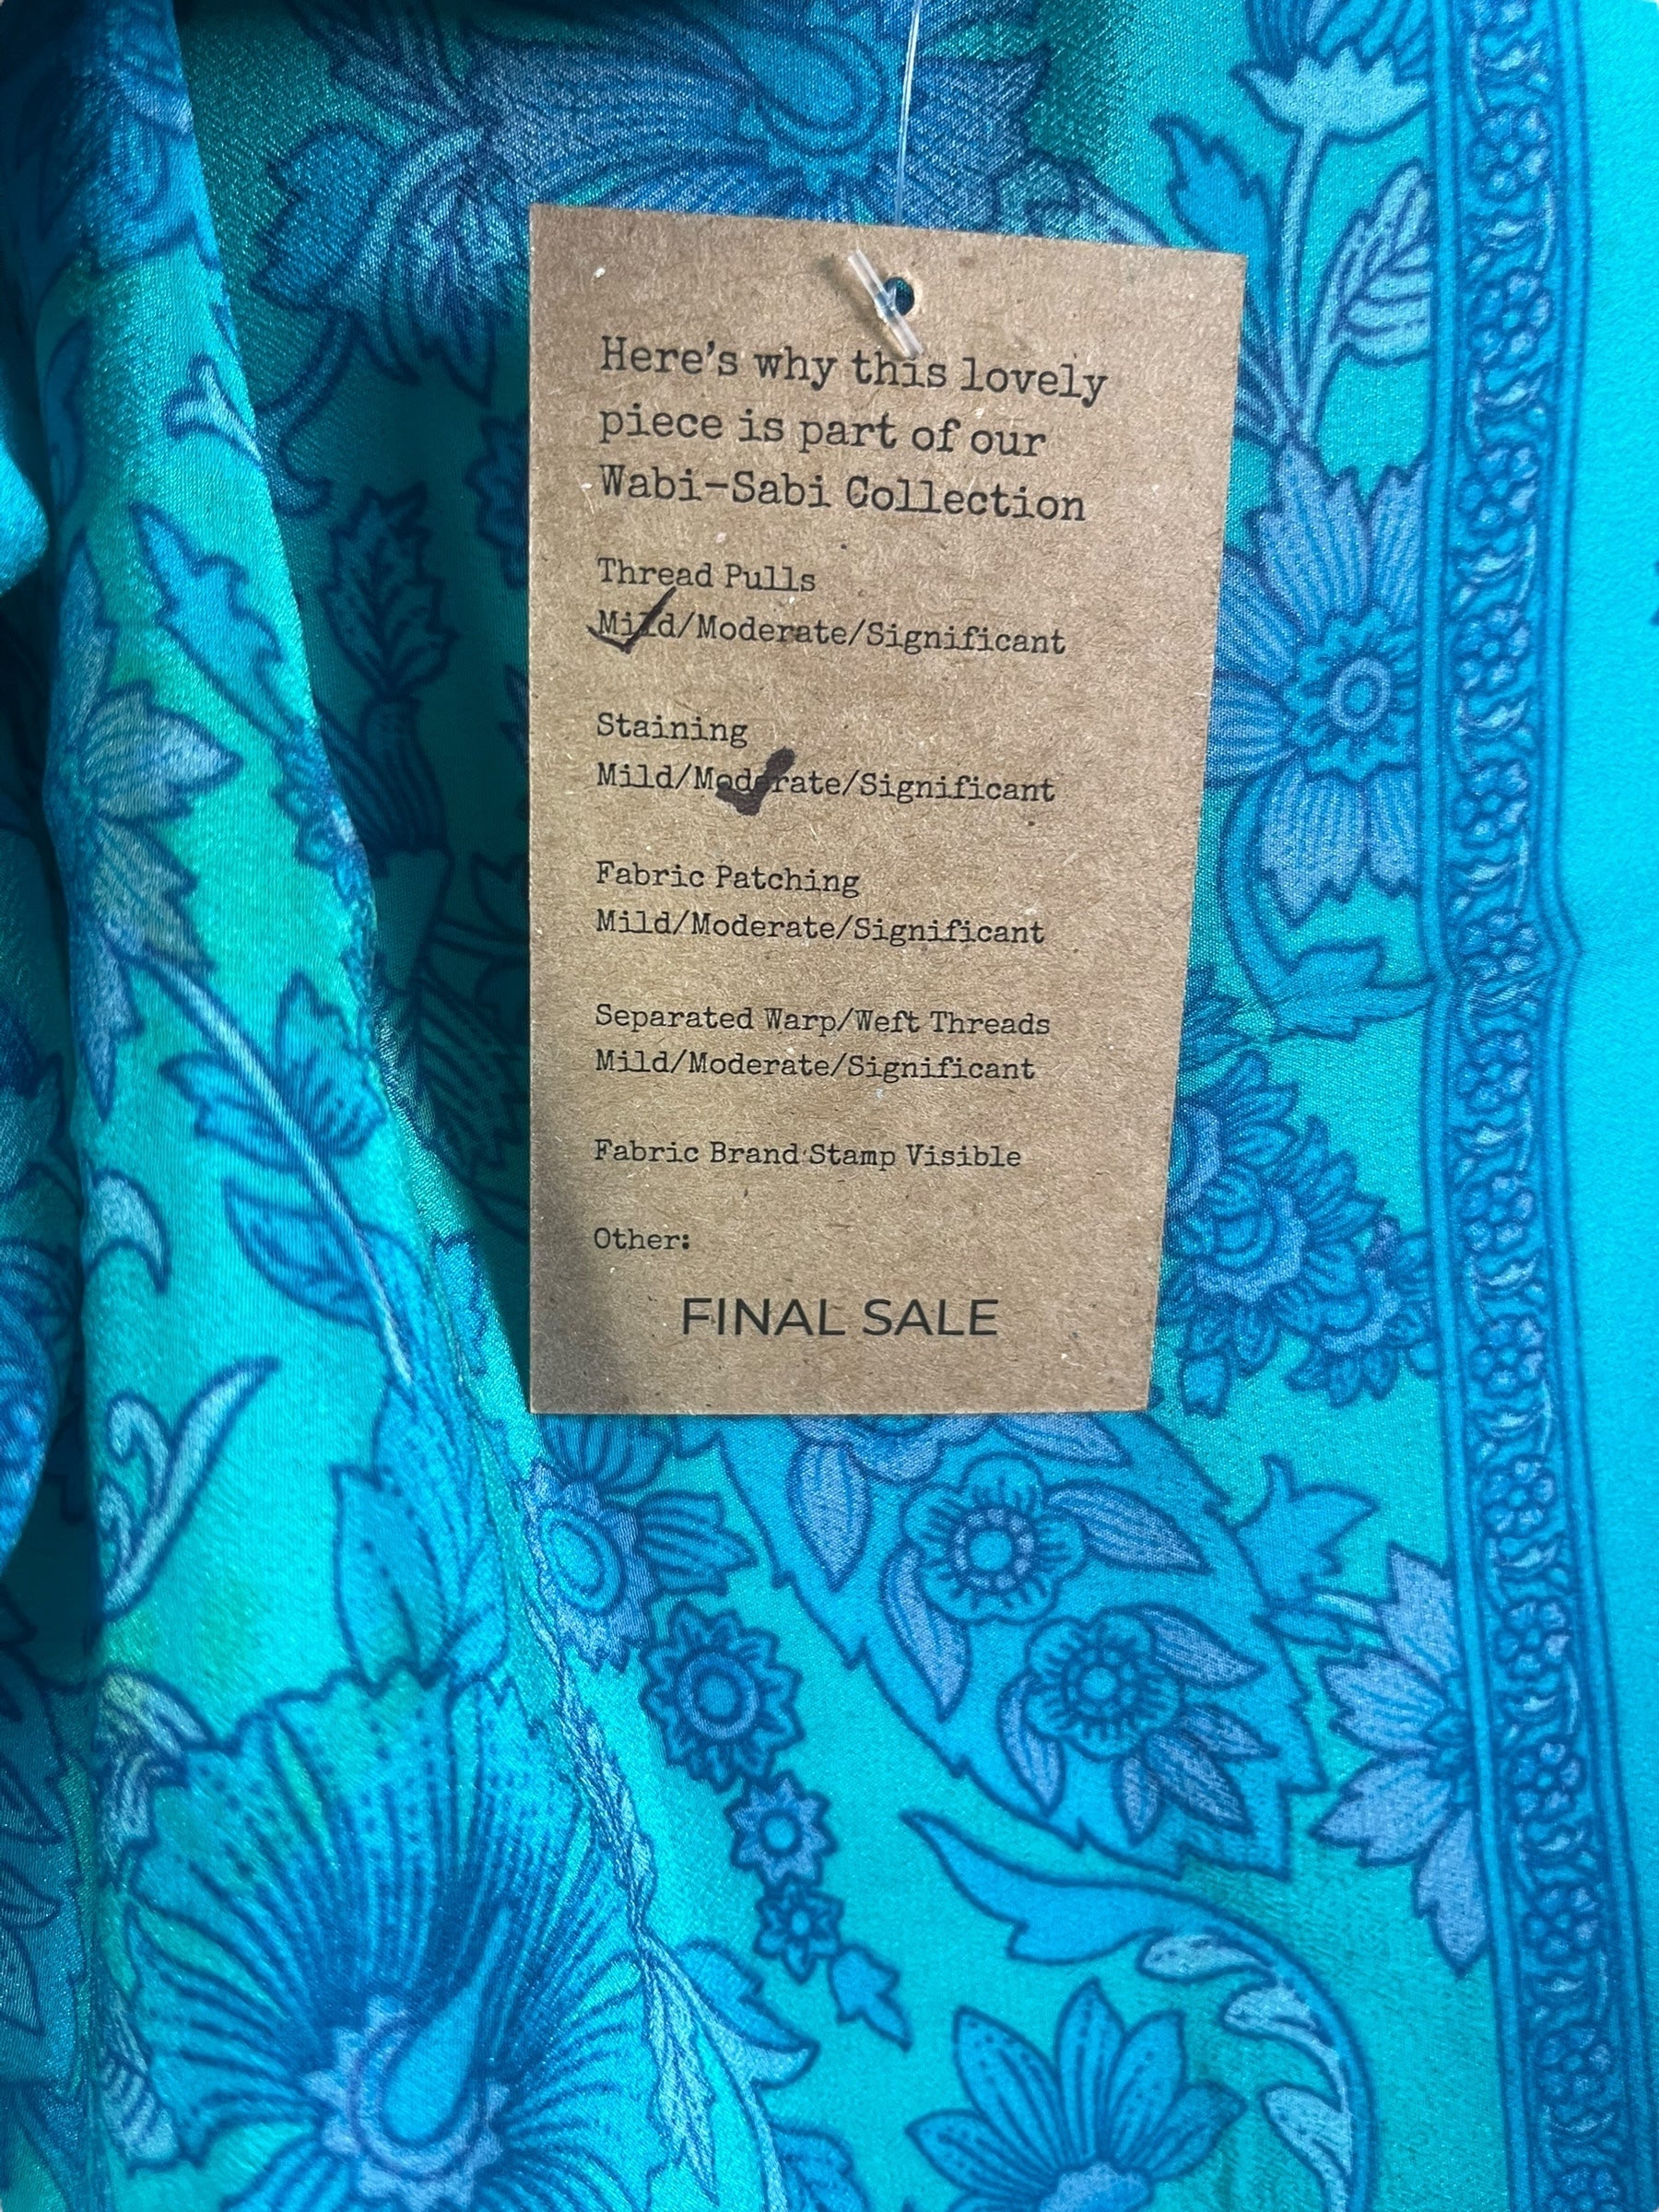 Here's why this lovely
piece is part of our
Wabi-Sabi Collection
Thread Pulls
Mild/Moderate/Significant
Staining
Mild/Moderate/Significant
Fabric Patching
Mild/Moderate/Significant
Separated Warp/Weft Threads
Mild/Moderate/Significant
Fabric Brand Stamp Visible
Other:
FINAL SALE